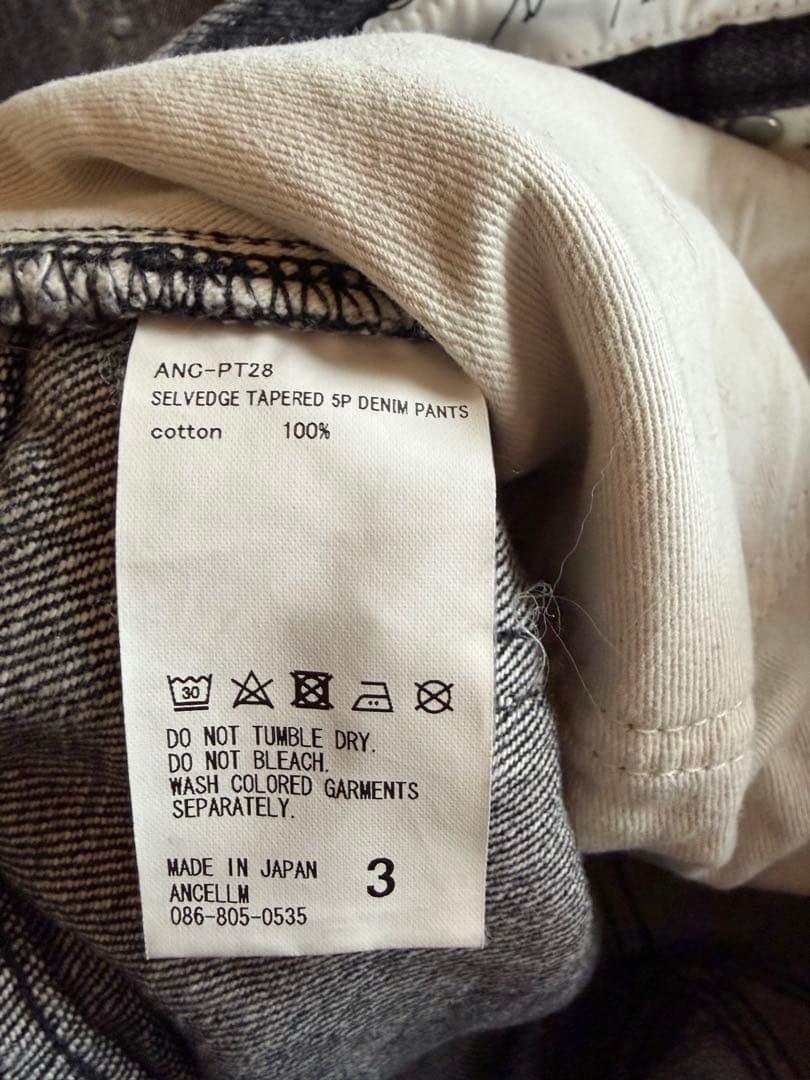 ANC-PT28
SELVEDGE TAPERED 5P DENIM PANTS
cotton 100%
30
DO NOT TUMBLE DRY.
DO NOT BLEACH.
WASH COLORED GARMENTS
SEPARATELY.
MADE IN JAPAN 3
ANCELLM
086-805-0535